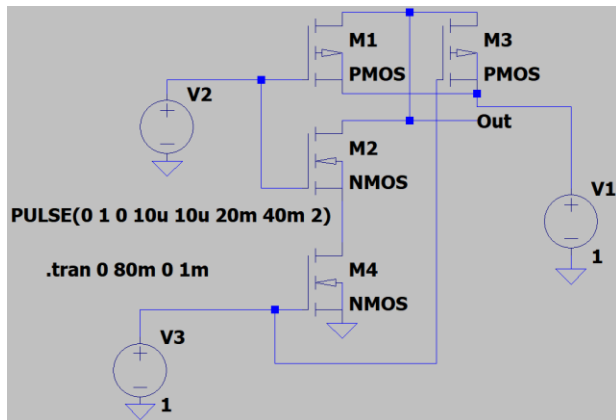 M1
M3
PMOS
PMOS
V2
Out
M2
V1
NMOS
PULSE(0 1 0 10u 10u 20m 40m 2)
.tran 0 80m 0 1m
M4
1
NMOS
V3
1